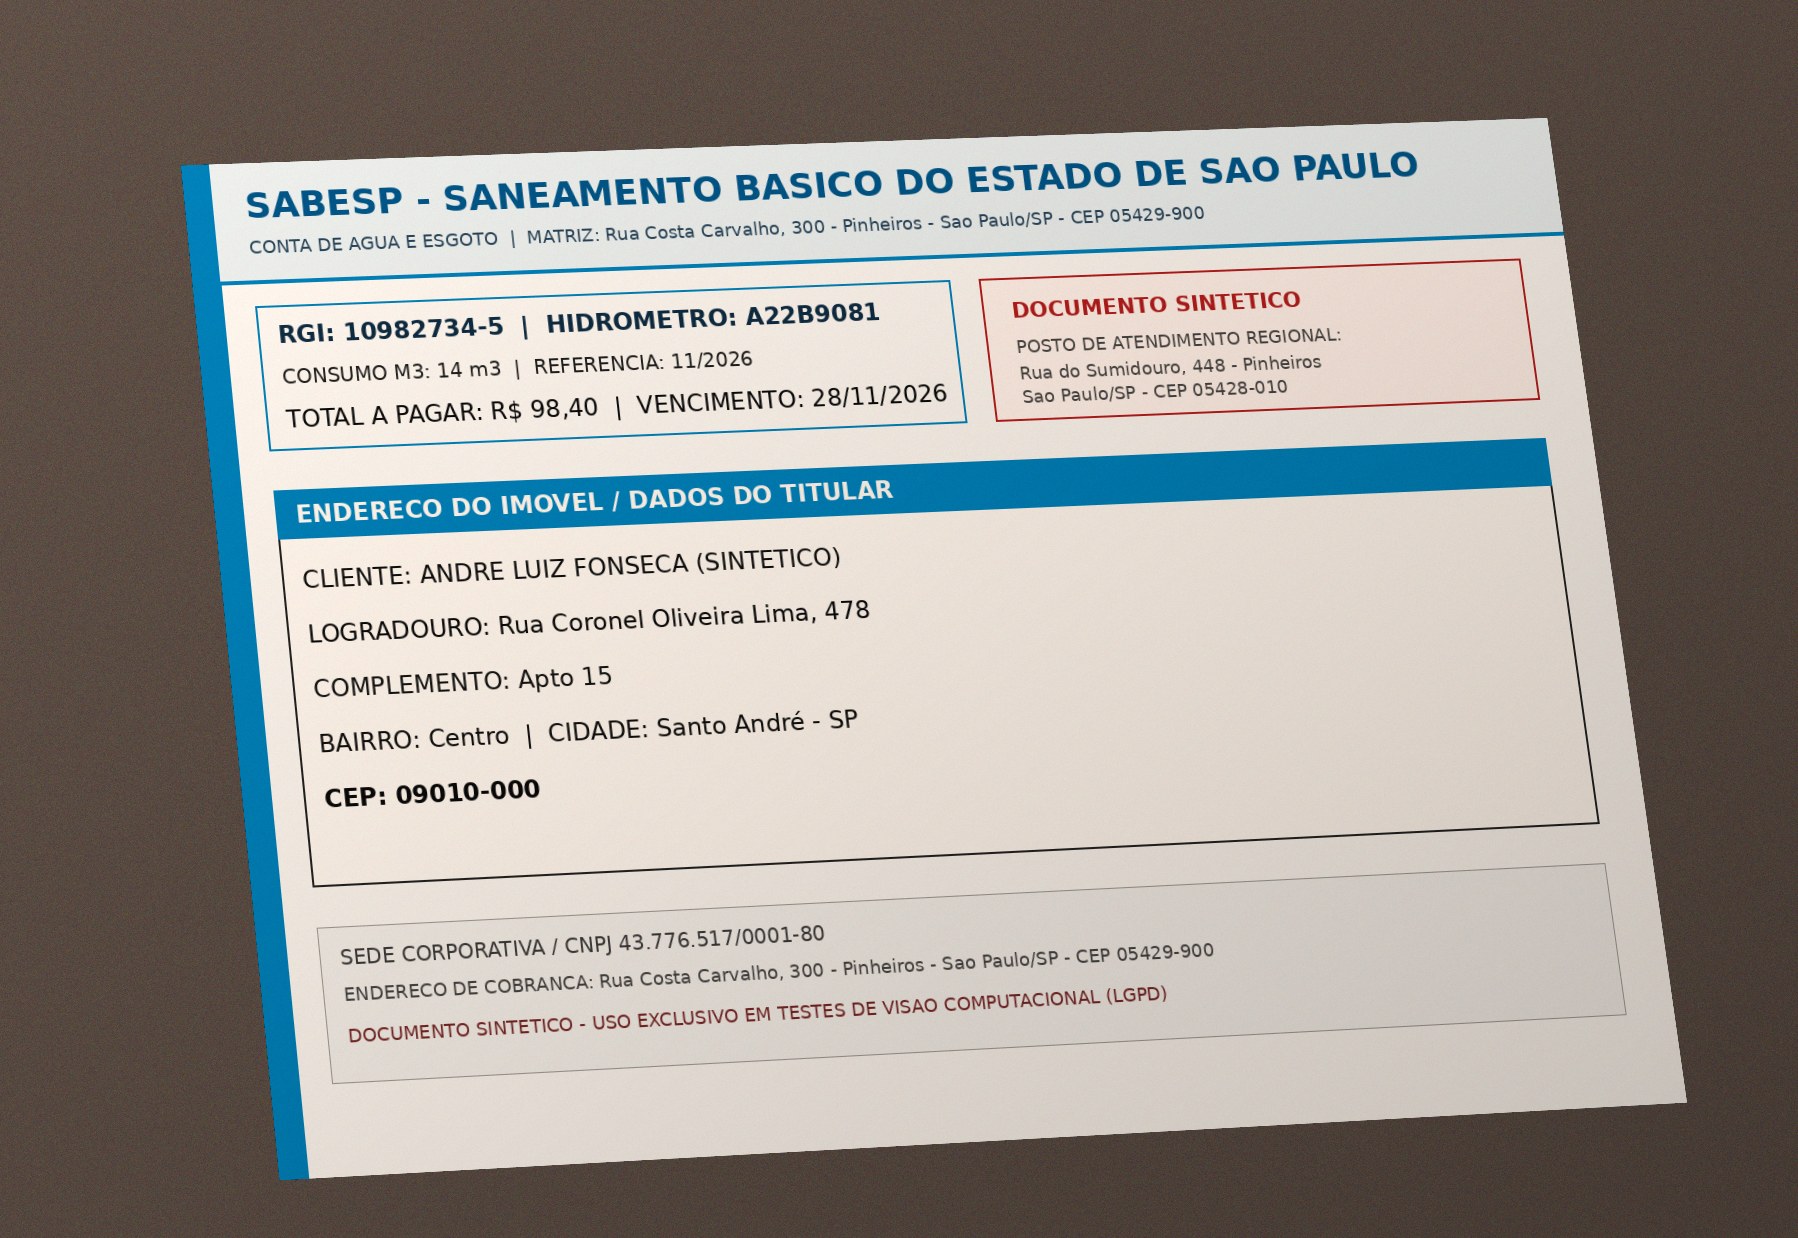 SABESP - SANEAMENTO BASICO DO ESTADO DE SAO PAULO
CONTA DE AGUA E ESGOTO | MATRIZ: Rua Costa Carvalho, 300 - Pinheiros - Sao Paulo/SP - CEP 05429-900
RGI: 10982734-5 | HIDROMETRO: A22B9081
CONSUMO M3: 14 m3 | REFERENCIA: 11/2026
TOTAL A PAGAR: R$ 98,40 | VENCIMENTO: 28/11/2026
DOCUMENTO SINTETICO
POSTO DE ATENDIMENTO REGIONAL:
Rua do Sumidouro, 448 - Pinheiros
Sao Paulo/SP - CEP 05428-010
ENDERECO DO IMOVEL / DADOS DO TITULAR
CLIENTE: ANDRE LUIZ FONSECA (SINTETICO)
LOGRADOURO: Rua Coronel Oliveira Lima, 478
COMPLEMENTO: Apto 15
BAIRRO: Centro | CIDADE: Santo André - SP
CEP: 09010-000
SEDE CORPORATIVA / CNPJ 43.776.517/0001-80
ENDERECO DE COBRANCA: Rua Costa Carvalho, 300 - Pinheiros - Sao Paulo/SP - CEP 05429-900
DOCUMENTO SINTETICO - USO EXCLUSIVO EM TESTES DE VISAO COMPUTACIONAL (LGPD)